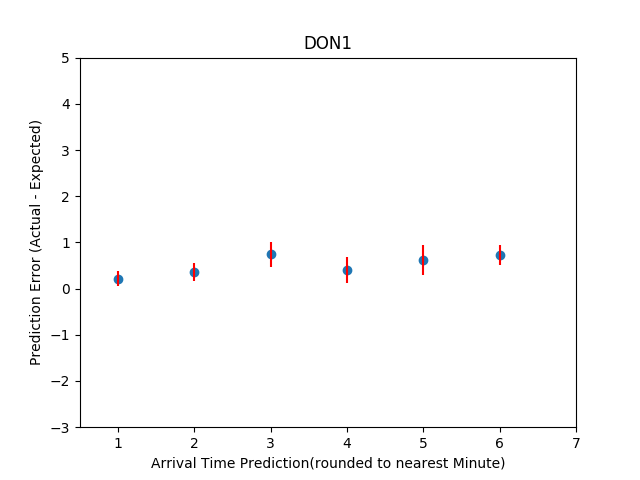 DON1
5
4
3
2
1
0
−1
−2
−3
Prediction Error (Actual - Expected)
1 2 3 4 5 6 7
Arrival Time Prediction(rounded to nearest Minute)